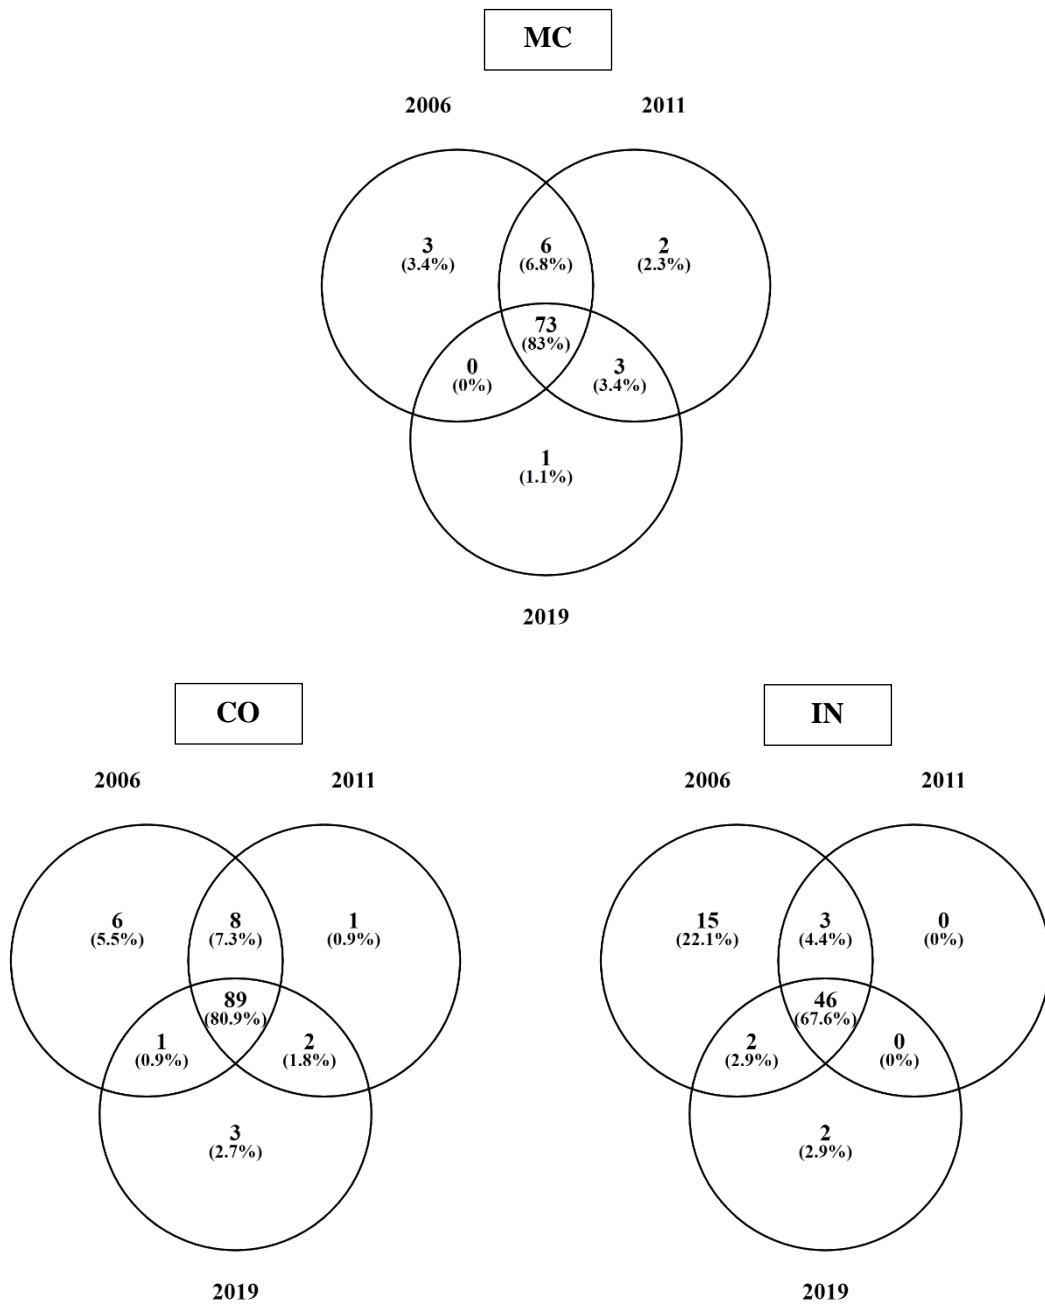 MC
2006 2011
3 6 2
(3.4%) (6.8%) (2.3%)
73
(83%)
0 3
(0%) (3.4%)
1
(1.1%)
2019
CO IN
2006 2011 2006 2011
6 8 1 15 3 0
(5.5%) (7.3%) (0.9%) (22.1%) (4.4%) (0%)
89 46
(80.9%) (67.6%)
1 2 2 0
(0.9%) (1.8%) (2.9%) (0%)
3 2
(2.7%) (2.9%)
2019 2019